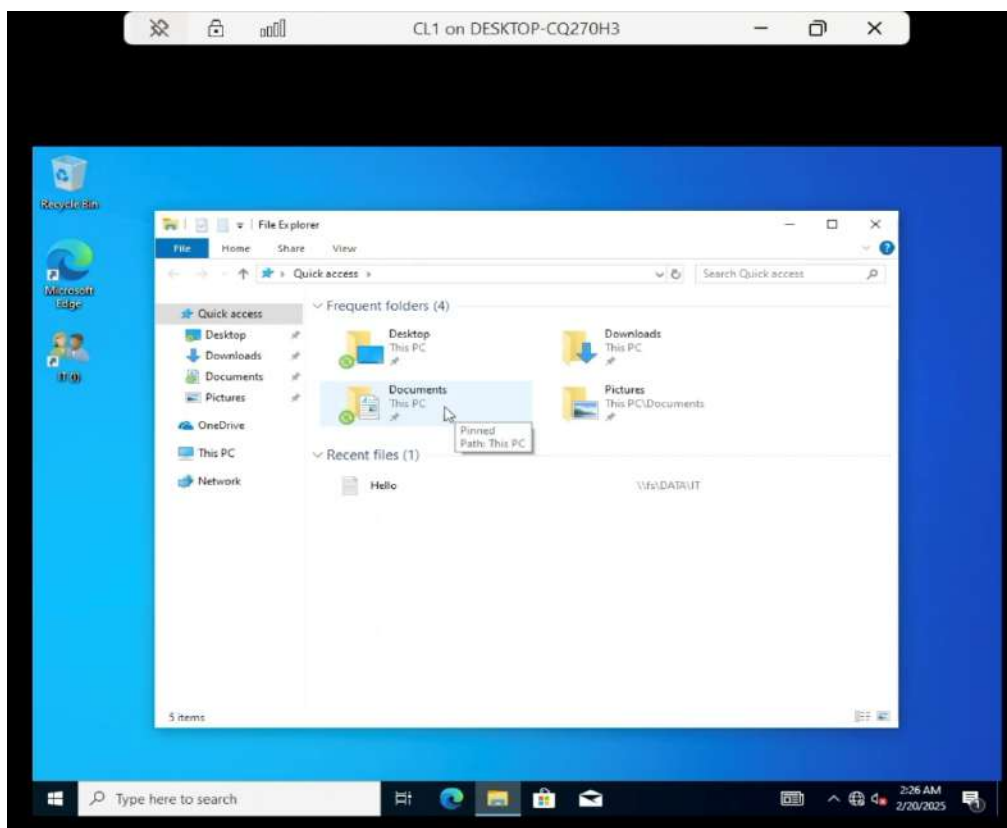 CL1 on DESKTOP-CQ270H3
Recycle Bin
File Explorer
File Home Share View
Quick access
Search Quick access
Microsoft
Edge
Quick access
Desktop
Downloads
Documents
Pictures
OneDrive
This PC
Network
Frequent folders (4)
Desktop
This PC
Downloads
This PC
Documents
This PC
Pictures
This PC\Documents
Pinned
Path: This PC
Recent files (1)
Hello \\fs\DATA\IT
5 items
Type here to search
2:26 AM
2/20/2025
1